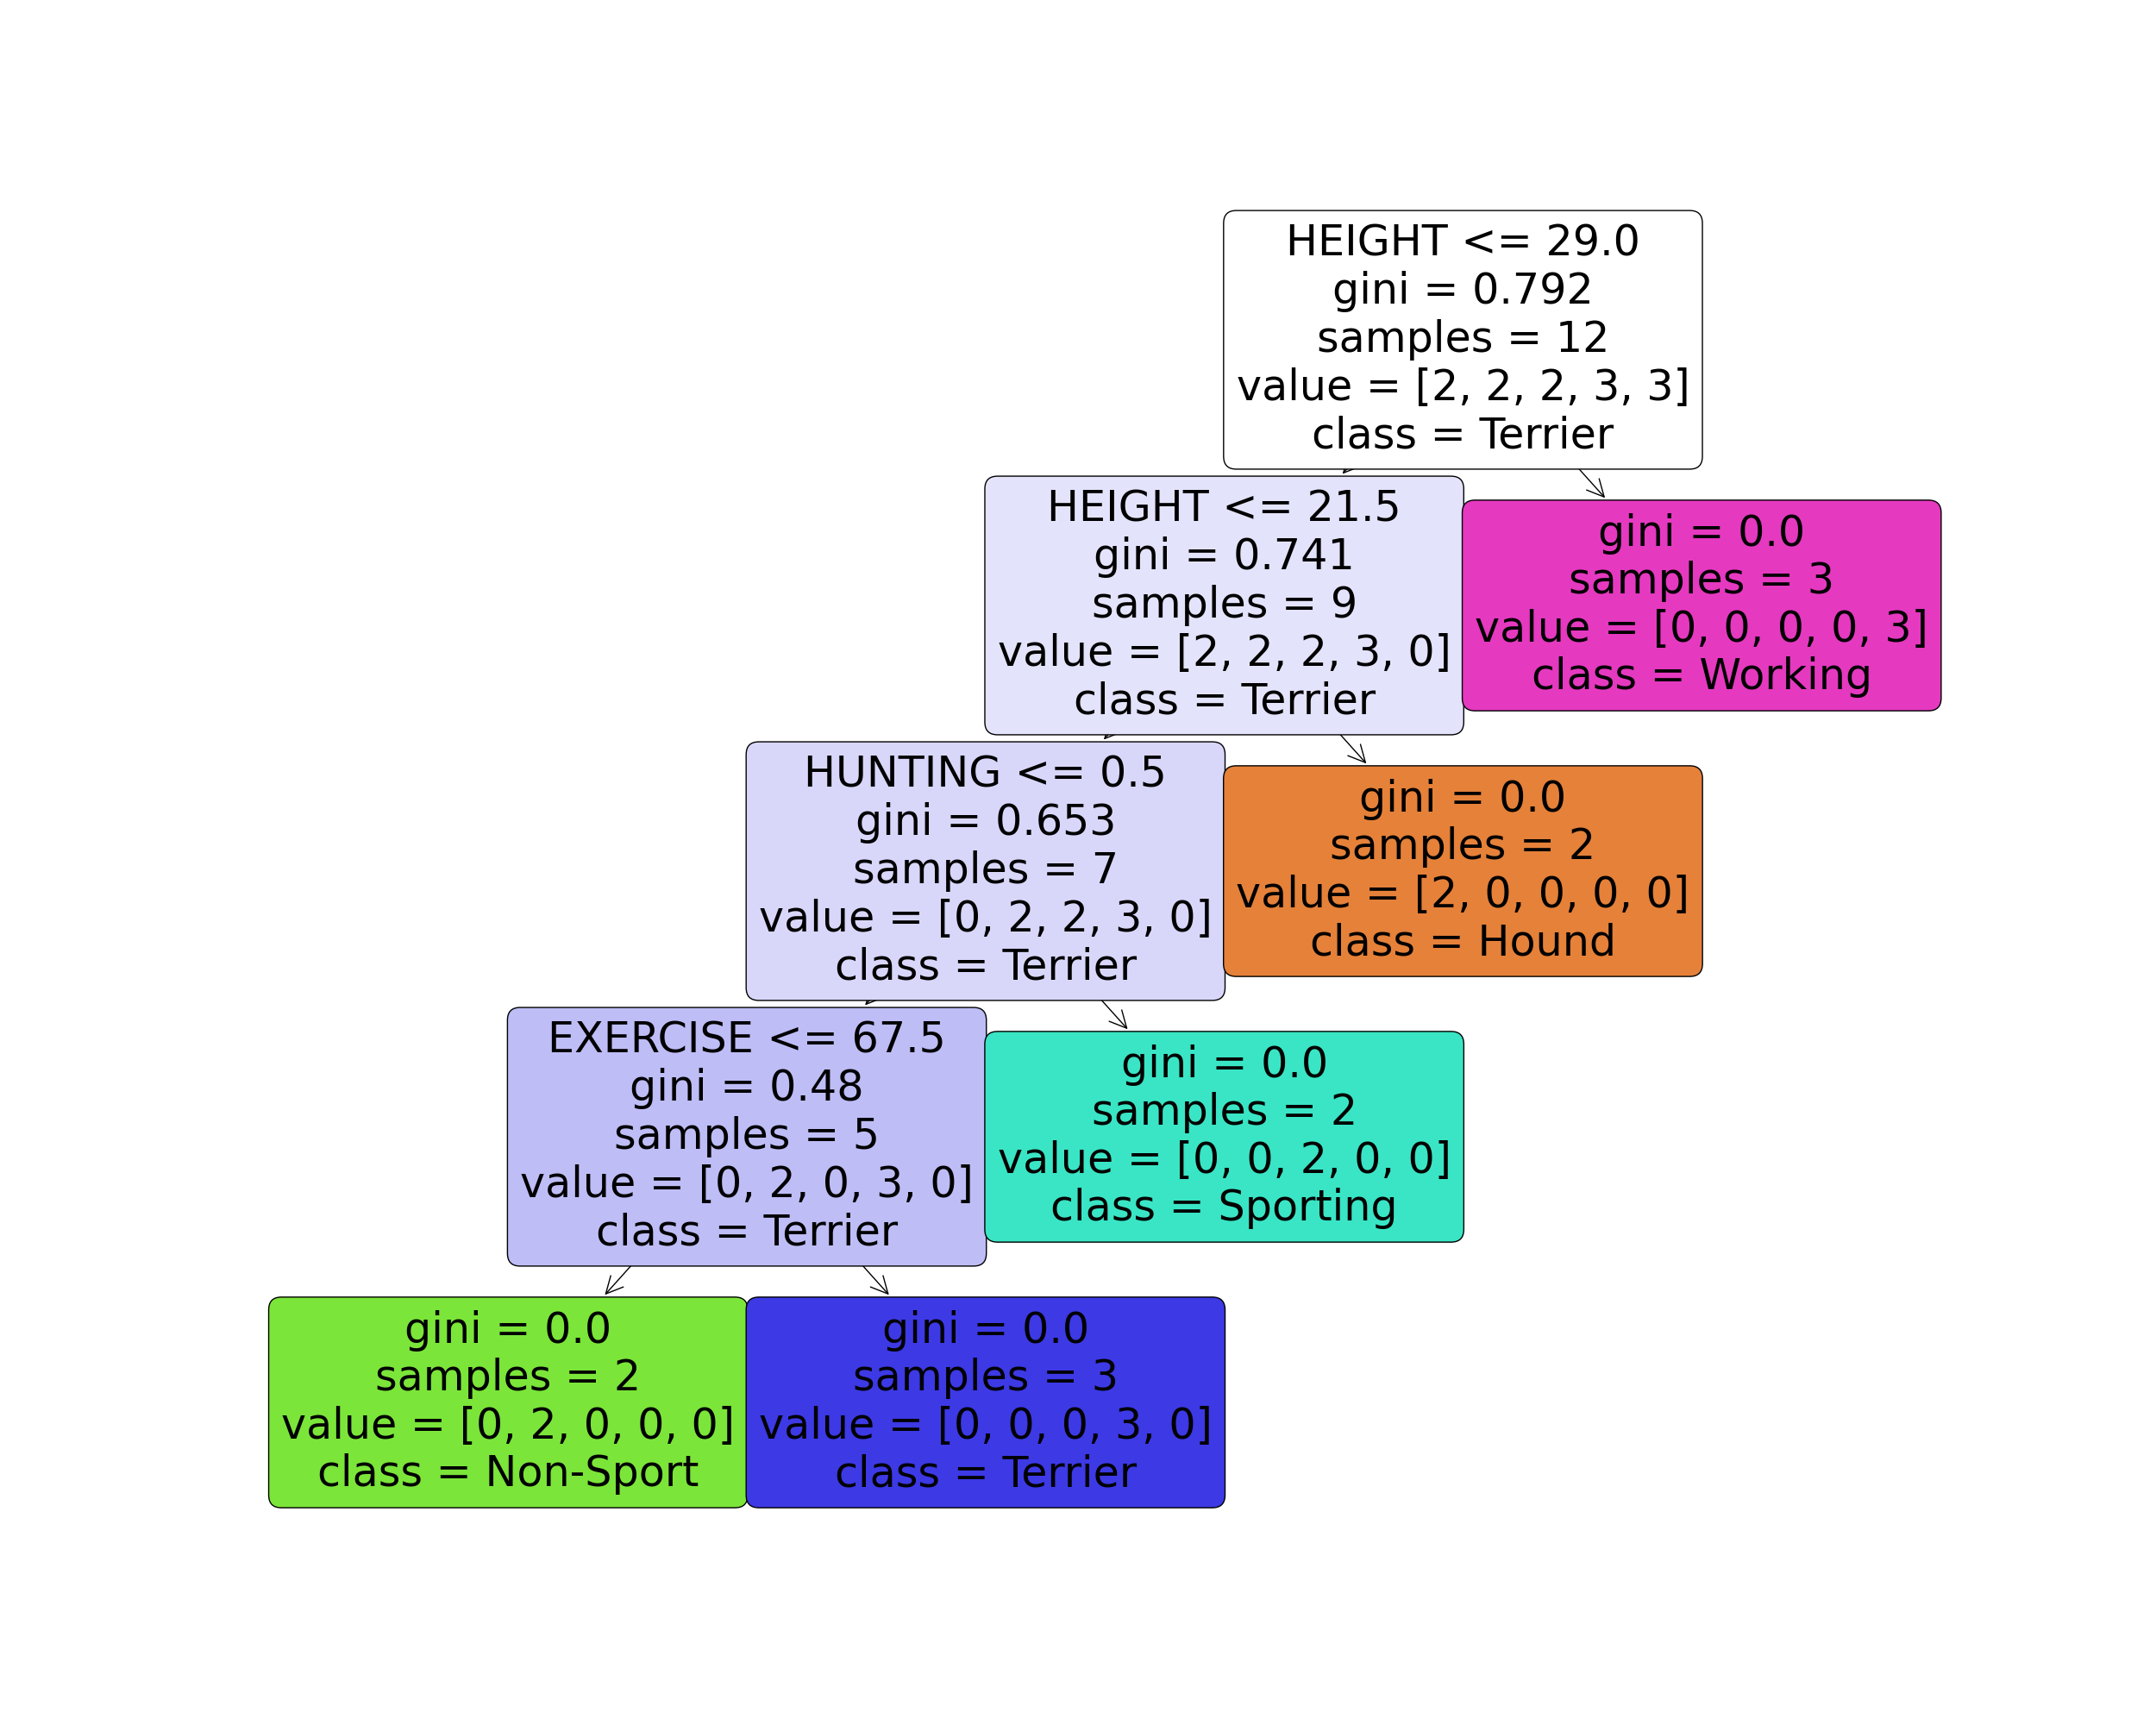 HEIGHT <= 29.0
gini = 0.792
samples = 12
value = [2, 2, 2, 3, 3]
class = Terrier
HEIGHT <= 21.5
gini = 0.741
samples = 9
value = [2, 2, 2, 3, 0]
class = Terrier
gini = 0.0
samples = 3
value = [0, 0, 0, 0, 3]
class = Working
HUNTING <= 0.5
gini = 0.653
samples = 7
value = [0, 2, 2, 3, 0]
class = Terrier
gini = 0.0
samples = 2
value = [2, 0, 0, 0, 0]
class = Hound
EXERCISE <= 67.5
gini = 0.48
samples = 5
value = [0, 2, 0, 3, 0]
class = Terrier
gini = 0.0
samples = 2
value = [0, 0, 2, 0, 0]
class = Sporting
gini = 0.0
samples = 2
value = [0, 2, 0, 0, 0]
class = Non-Sport
gini = 0.0
samples = 3
value = [0, 0, 0, 3, 0]
class = Terrier